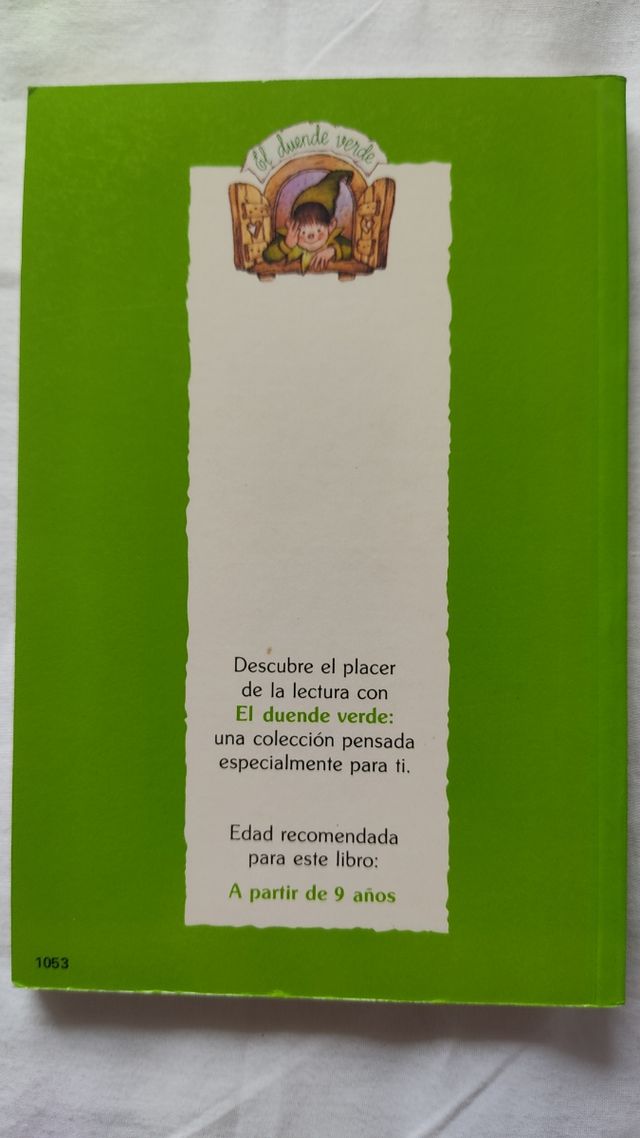 El duende verde
Descubre el placer
de la lectura con
El duende verde:
una colección pensada
especialmente para ti.
Edad recomendada
para este libro:
A partir de 9 años
1053